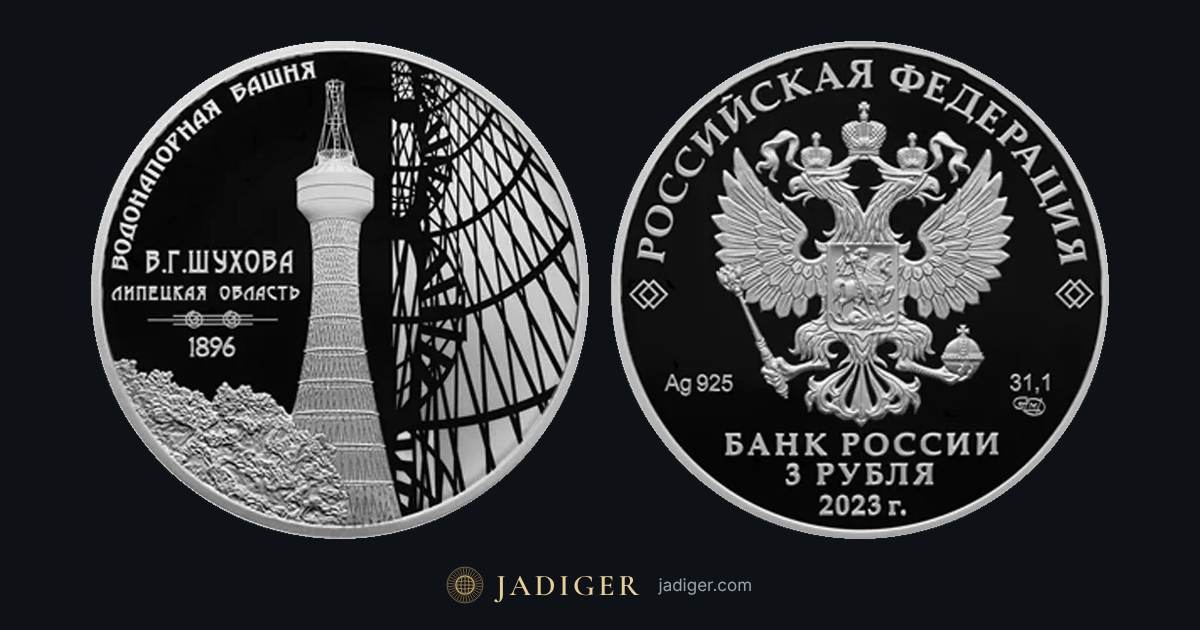 ВОДОНАПОРНАЯ БАШНЯ
В.Г.ШУХОВА
ЛИПЕЦКАЯ ОБЛАСТЬ
1896
РОССИЙСКАЯ ФЕДЕРАЦИЯ
Ag 925
31,1
БАНК РОССИИ
3 РУБЛЯ
2023 г.
JADIGER
jadiger.com